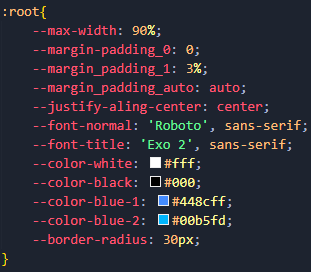 :root{
--max-width: 90%;
--margin-padding_0: 0;
--margin_padding_1: 3%;
--margin_padding_auto: auto;
--justify-aling-center: center;
--font-normal: 'Roboto', sans-serif;
--font-title: 'Exo 2', sans-serif;
--color-white: #fff;
--color-black: #000;
--color-blue-1: #448cff;
--color-blue-2: #00b5fd;
--border-radius: 30px;
}